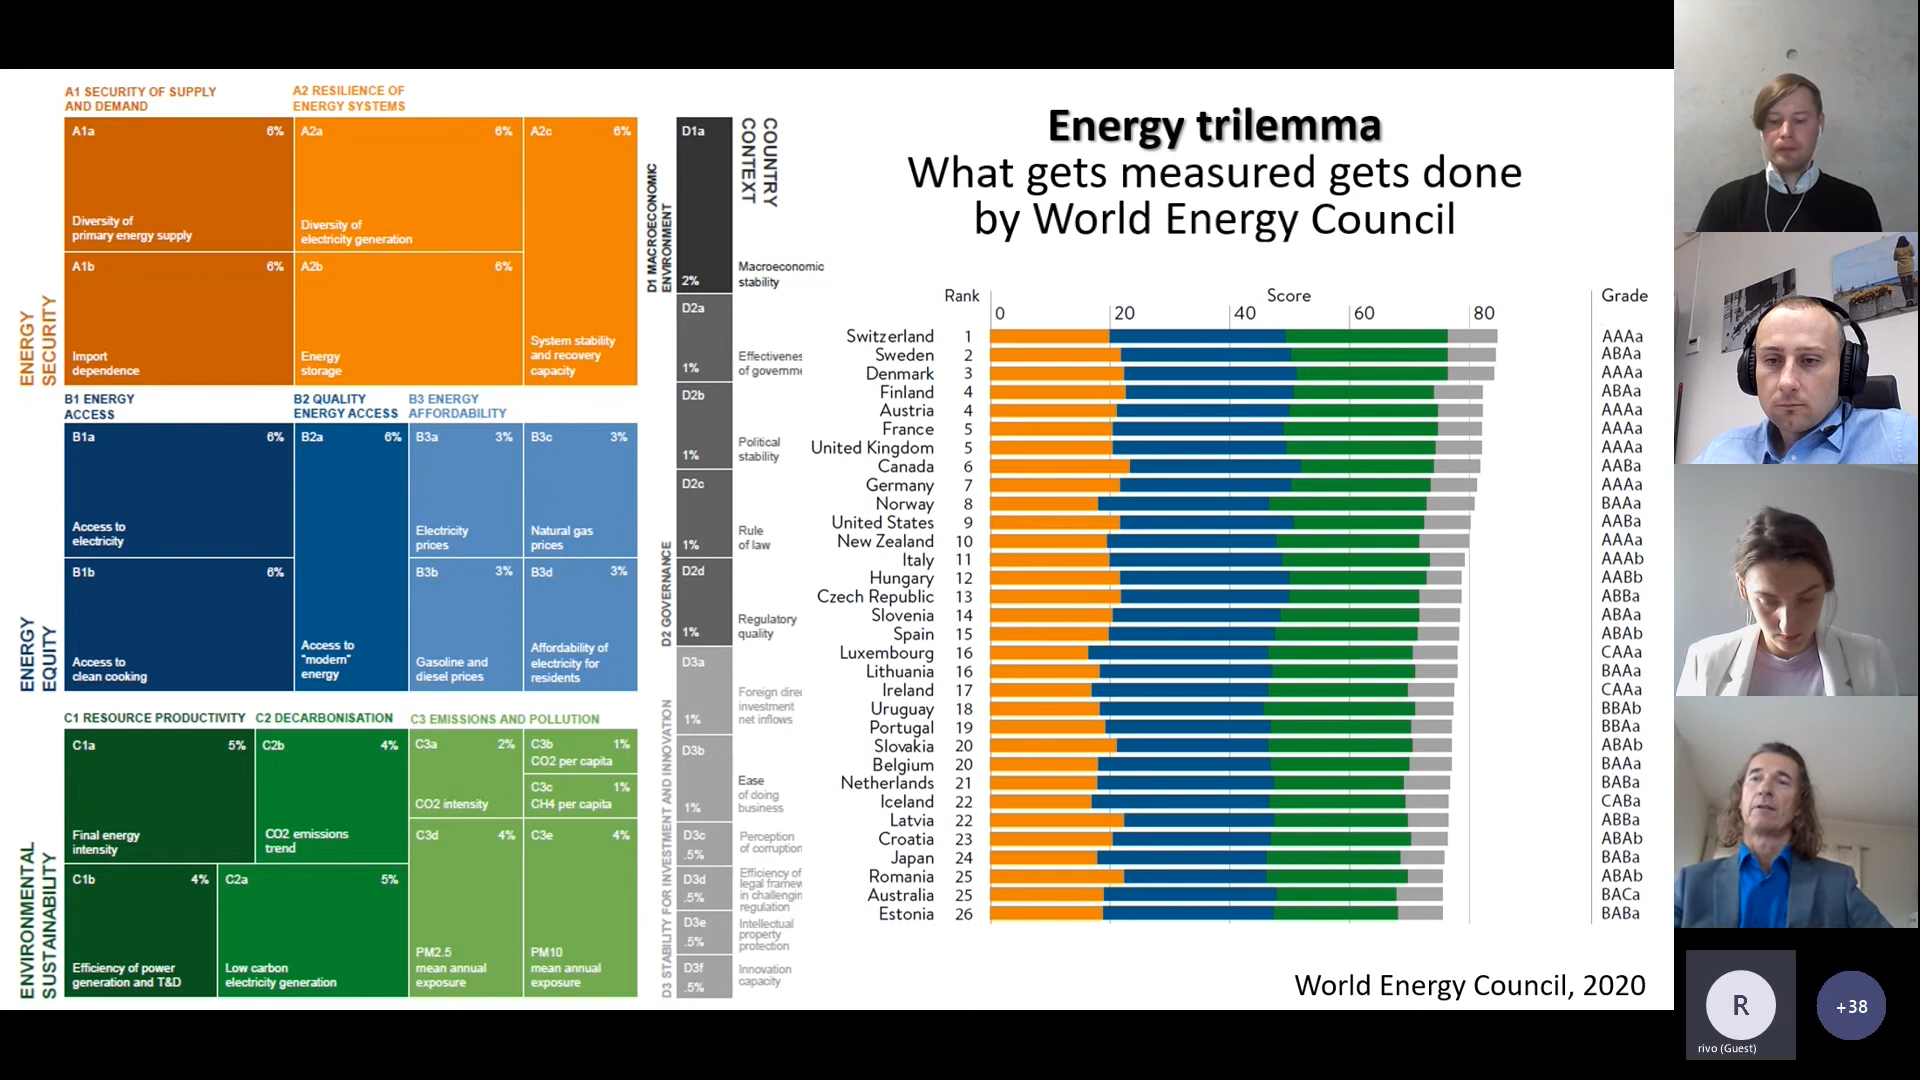 A1 SECURITY OF SUPPLY
AND DEMAND
A2 RESILIENCE OF
ENERGY SYSTEMS
ENERGY
SECURITY
A1a 6%
Diversity of
primary energy supply
A2a 6%
Diversity of
electricity generation
A2c 6%
System stability
and recovery
capacity
A1b 6%
Import
dependence
A2b 6%
Energy
storage
B1 ENERGY
ACCESS
B2 QUALITY
ENERGY ACCESS
B3 ENERGY
AFFORDABILITY
ENERGY
EQUITY
B1a 6%
Access to
electricity
B2a 6%
Access to
"modern"
energy
B3a 3%
Electricity
prices
B3c 3%
Natural gas
prices
B1b 6%
Access to
clean cooking
B3b 3%
Gasoline and
diesel prices
B3d 3%
Affordability of
electricity for
residents
C1 RESOURCE PRODUCTIVITY
C2 DECARBONISATION
C3 EMISSIONS AND POLLUTION
ENVIRONMENTAL
SUSTAINABILITY
C1a 5%
Final energy
intensity
C2b 4%
CO2 emissions
trend
C3a 2%
CO2 intensity
C3b 1%
CO2 per capita
C3c 1%
CH4 per capita
C1b 4%
Efficiency of power
generation and T&D
C2a 5%
Low carbon
electricity generation
C3d 4%
PM2.5
mean annual
exposure
C3e 4%
PM10
mean annual
exposure
COUNTRY
CONTEXT
D1 MACROECONOMIC
ENVIRONMENT
D1a
2%
Macroeconomic
stability
D2 GOVERNANCE
D2a
1%
Effectivenes
of governme
D2b
1%
Political
stability
D2c
1%
Rule
of law
D2d
1%
Regulatory
quality
D3 STABILITY FOR INVESTMENT AND INNOVATION
D3a
1%
Foreign direc
investment
net inflows
D3b
1%
Ease
of doing
business
D3c
.5%
Perception
of corruption
D3d
.5%
Efficiency of
legal framew
in challengin
regulation
D3e
.5%
Intellectual
property
protection
D3f
.5%
Innovation
capacity
Energy trilemma
What gets measured gets done
by World Energy Council
Rank Score Grade
0 20 40 60 80
Switzerland 1 AAAa
Sweden 2 ABAa
Denmark 3 AAAa
Finland 4 ABAa
Austria 4 AAAa
France 5 AAAa
United Kingdom 5 AAAa
Canada 6 AABa
Germany 7 AAAa
Norway 8 BAAa
United States 9 AABa
New Zealand 10 AAAa
Italy 11 AAAb
Hungary 12 AABb
Czech Republic 13 ABBa
Slovenia 14 ABAa
Spain 15 ABAb
Luxembourg 16 CAAa
Lithuania 16 BAAa
Ireland 17 CAAa
Uruguay 18 BBAb
Portugal 19 BBAa
Slovakia 20 ABAb
Belgium 20 BAAa
Netherlands 21 BABa
Iceland 22 CABa
Latvia 22 ABBa
Croatia 23 ABAb
Japan 24 BABa
Romania 25 ABAb
Australia 25 BACa
Estonia 26 BABa
World Energy Council, 2020
R
rivo (Guest)
+38